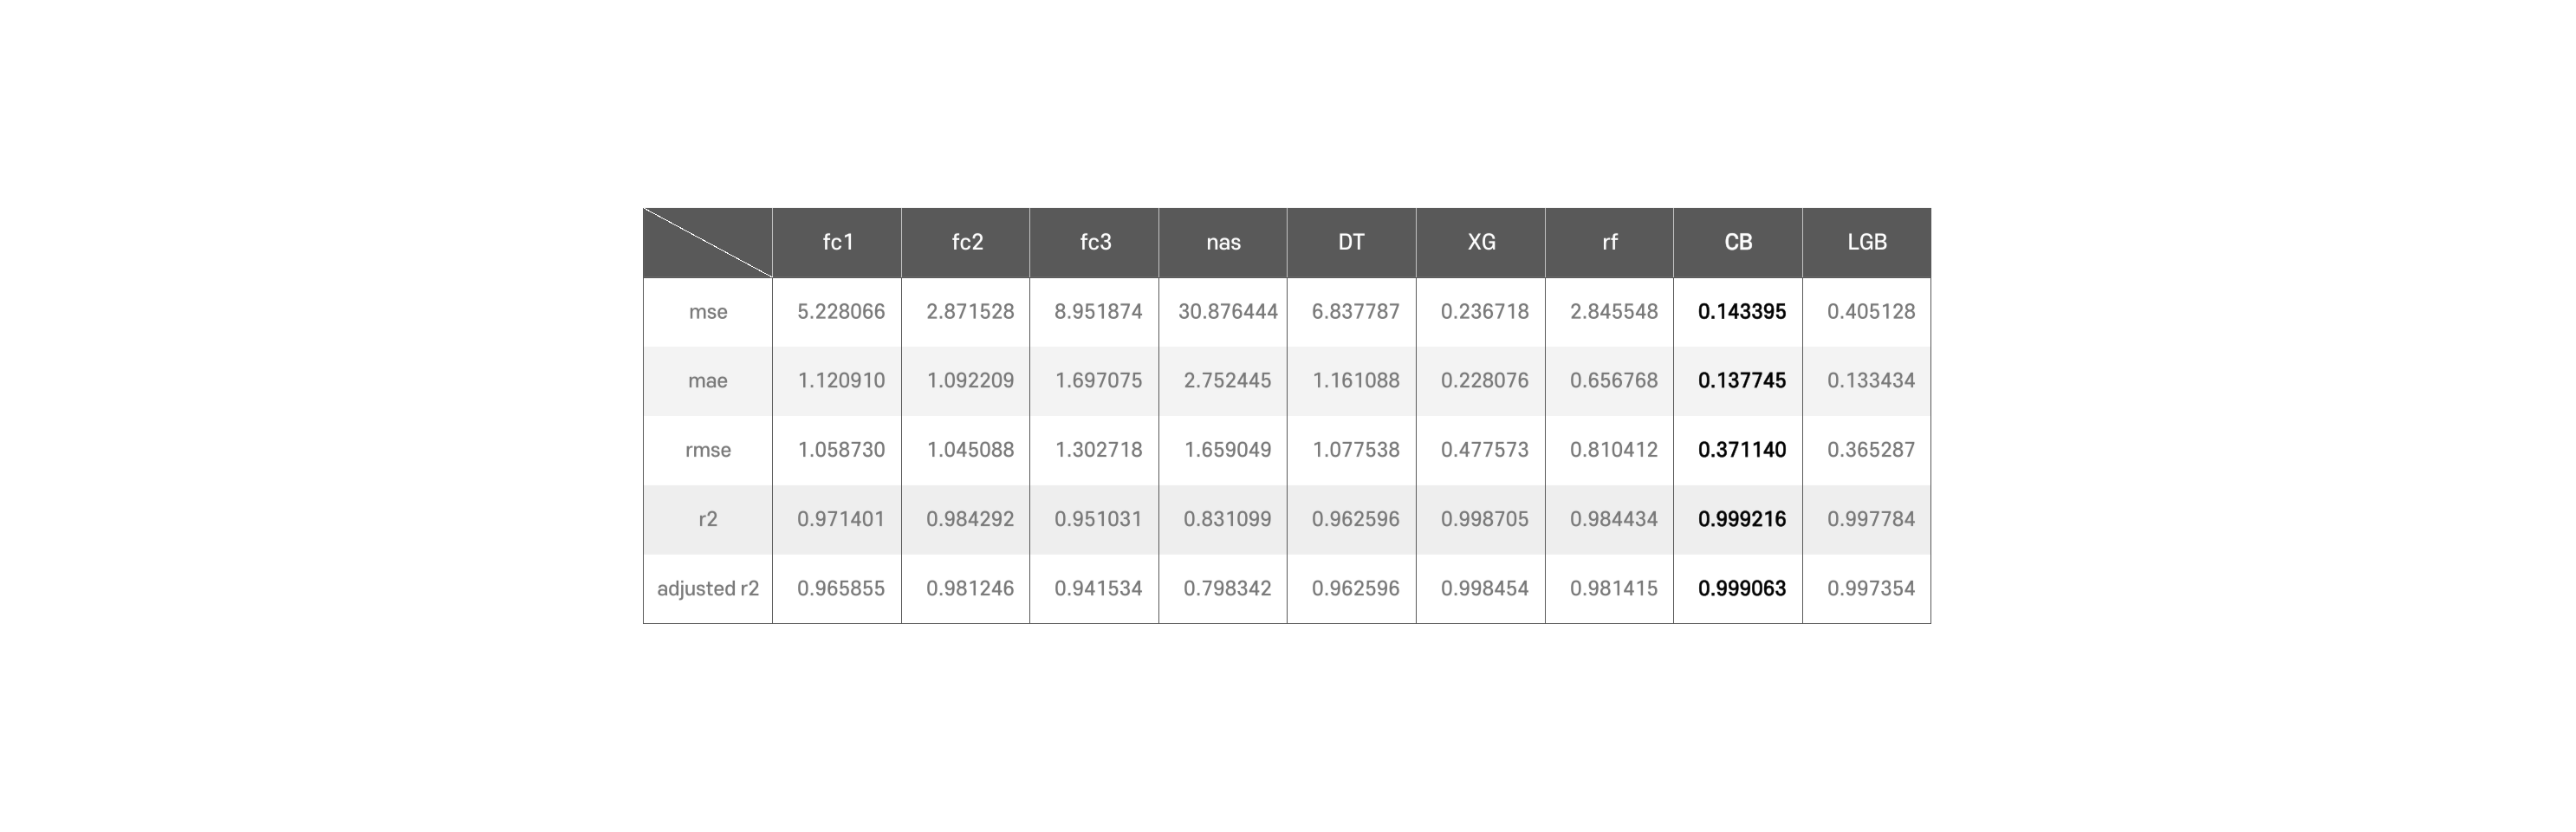 fc1 fc2 fc3 nas DT XG rf CB LGB
mse 5.228066 2.871528 8.951874 30.876444 6.837787 0.236718 2.845548 0.143395 0.405128
mae 1.120910 1.092209 1.697075 2.752445 1.161088 0.228076 0.656768 0.137745 0.133434
rmse 1.058730 1.045088 1.302718 1.659049 1.077538 0.477573 0.810412 0.371140 0.365287
r2 0.971401 0.984292 0.951031 0.831099 0.962596 0.998705 0.984434 0.999216 0.997784
adjusted r2 0.965855 0.981246 0.941534 0.798342 0.962596 0.998454 0.981415 0.999063 0.997354